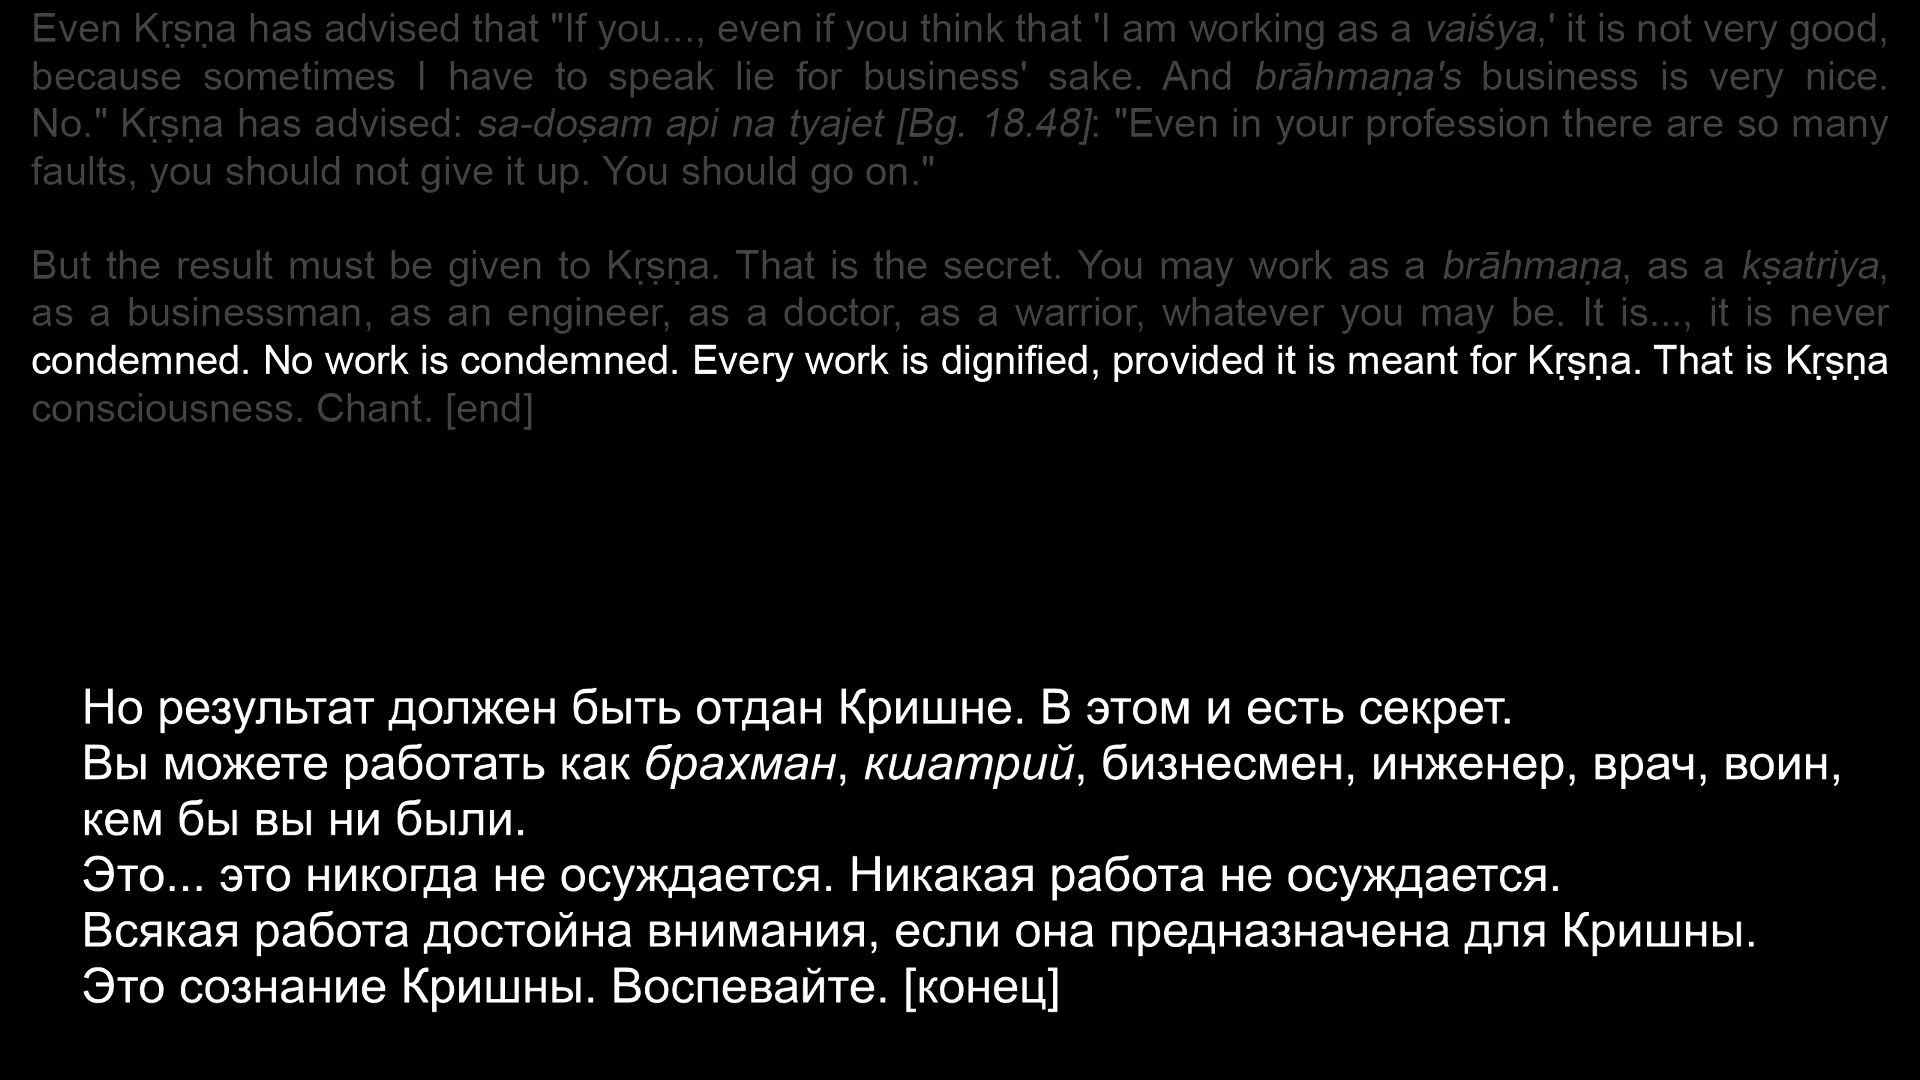 Even Kṛṣṇa has advised that "If you..., even if you think that 'I am working as a vaiśya,' it is not very good,
because sometimes I have to speak lie for business' sake. And brāhmaṇa's business is very nice.
No." Kṛṣṇa has advised: sa-doṣam api na tyajet [Bg. 18.48]: "Even in your profession there are so many
faults, you should not give it up. You should go on."
But the result must be given to Kṛṣṇa. That is the secret. You may work as a brāhmaṇa, as a kṣatriya,
as a businessman, as an engineer, as a doctor, as a warrior, whatever you may be. It is..., it is never
condemned. No work is condemned. Every work is dignified, provided it is meant for Kṛṣṇa. That is Kṛṣṇa
consciousness. Chant. [end]
Но результат должен быть отдан Кришне. В этом и есть секрет.
Вы можете работать как брахман, кшатрий, бизнесмен, инженер, врач, воин,
кем бы вы ни были.
Это... это никогда не осуждается. Никакая работа не осуждается.
Всякая работа достойна внимания, если она предназначена для Кришны.
Это сознание Кришны. Воспевайте. [конец]